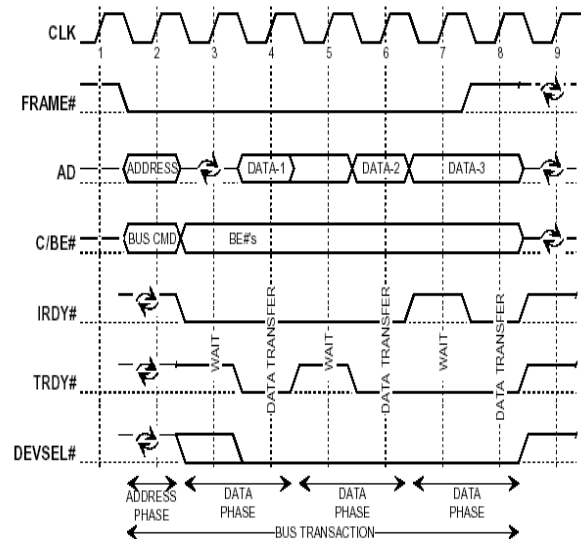 CLK
1 2 3 4 5 6 7 8 9
FRAME#
AD ADDRESS DATA-1 DATA-2 DATA-3
C/BE# BUS CMD BE#'s
IRDY#
WAIT DATA TRANSFER WAIT DATA TRANSFER WAIT DATA TRANSFER
TRDY#
DEVSEL#
ADDRESS PHASE
DATA PHASE
DATA PHASE
DATA PHASE
BUS TRANSACTION